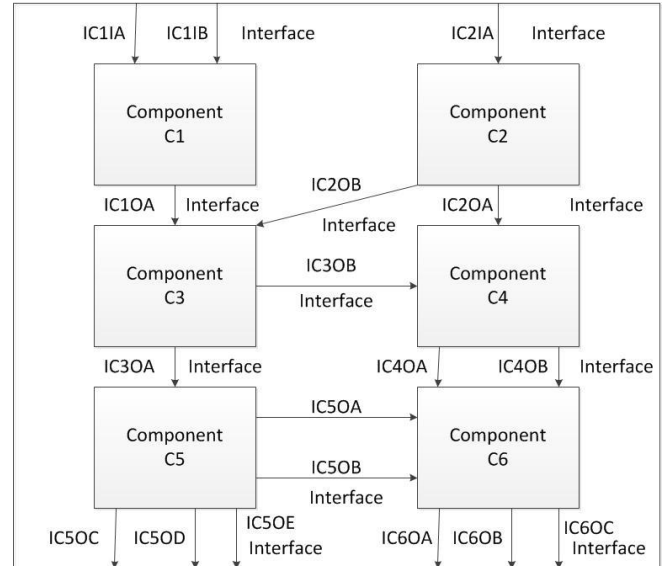 IC1IA IC1IB Interface IC2IA Interface
Component
C1
Component
C2
IC2OB
IC1OA Interface Interface IC2OA Interface
Component
C3
IC3OB
Interface
Component
C4
IC3OA Interface IC4OA IC4OB Interface
Component
C5
IC5OA
IC5OB
Interface
Component
C6
IC5OC IC5OD IC5OE
Interface
IC6OA IC6OB IC6OC
Interface